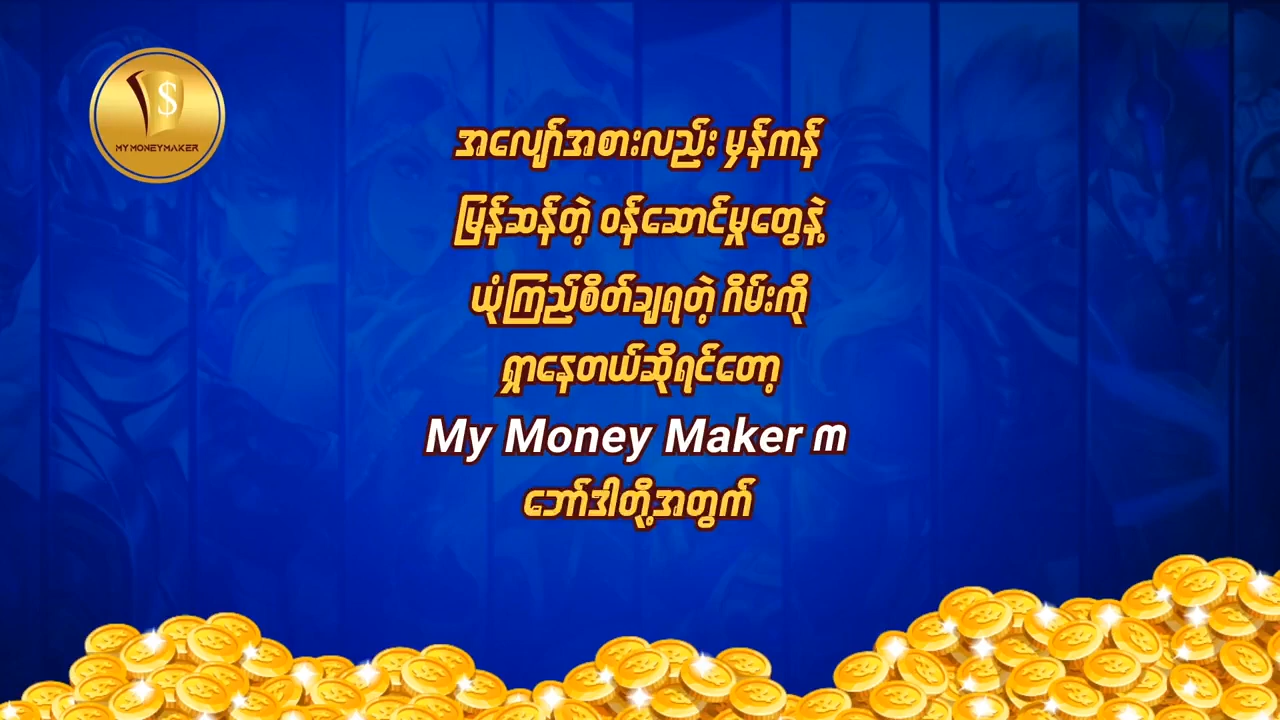 $
MY MONEYMAKER
အလျော်အစားလည်း မှန်ကန်
မြန်ဆန်တဲ့ ဝန်ဆောင်မှုတွေနဲ့
ယုံကြည်စိတ်ချရတဲ့ ဂိမ်းကို
ရှာနေတယ်ဆိုရင်တော့
My Money Maker က
ဘော်ဒါတို့အတွက်